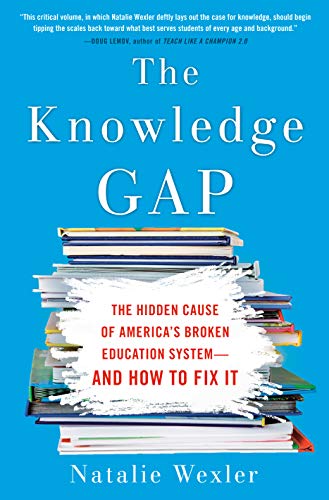 "This critical volume, in which Natalie Wexler deftly lays out the case for knowledge, should begin
tipping the scales back toward what best serves students of every age and background."
—DOUG LEMOV, author of TEACH LIKE A CHAMPION 2.0
The
Knowledge
GAP
THE HIDDEN CAUSE
OF AMERICA'S BROKEN
EDUCATION SYSTEM—
AND HOW TO FIX IT
Natalie Wexler